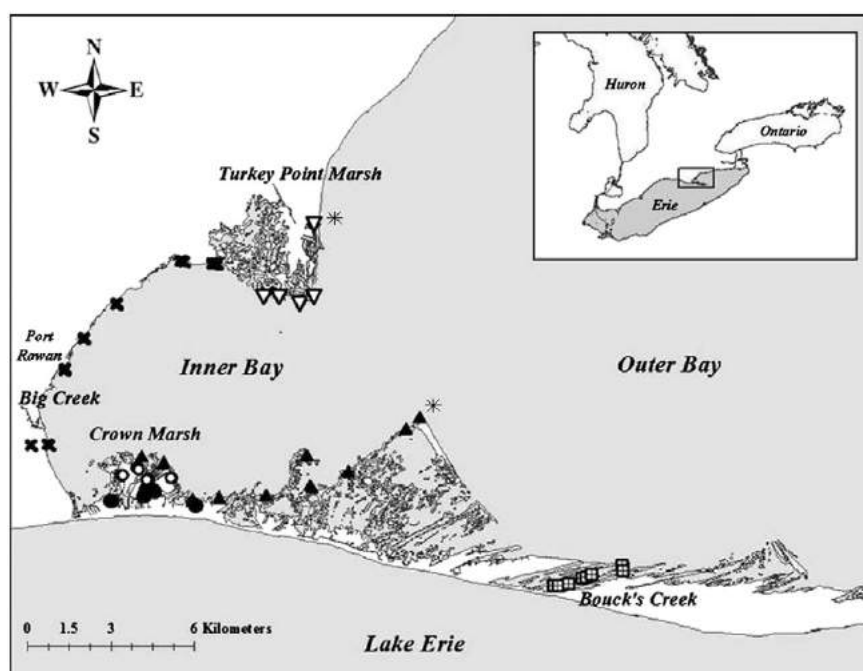 N
W E
S
Huron
Ontario
Erie
Turkey Point Marsh
Port
Rowan
Inner Bay
Outer Bay
Big Creek
Crown Marsh
Bouck's Creek
0 1.5 3 6 Kilometers
Lake Erie